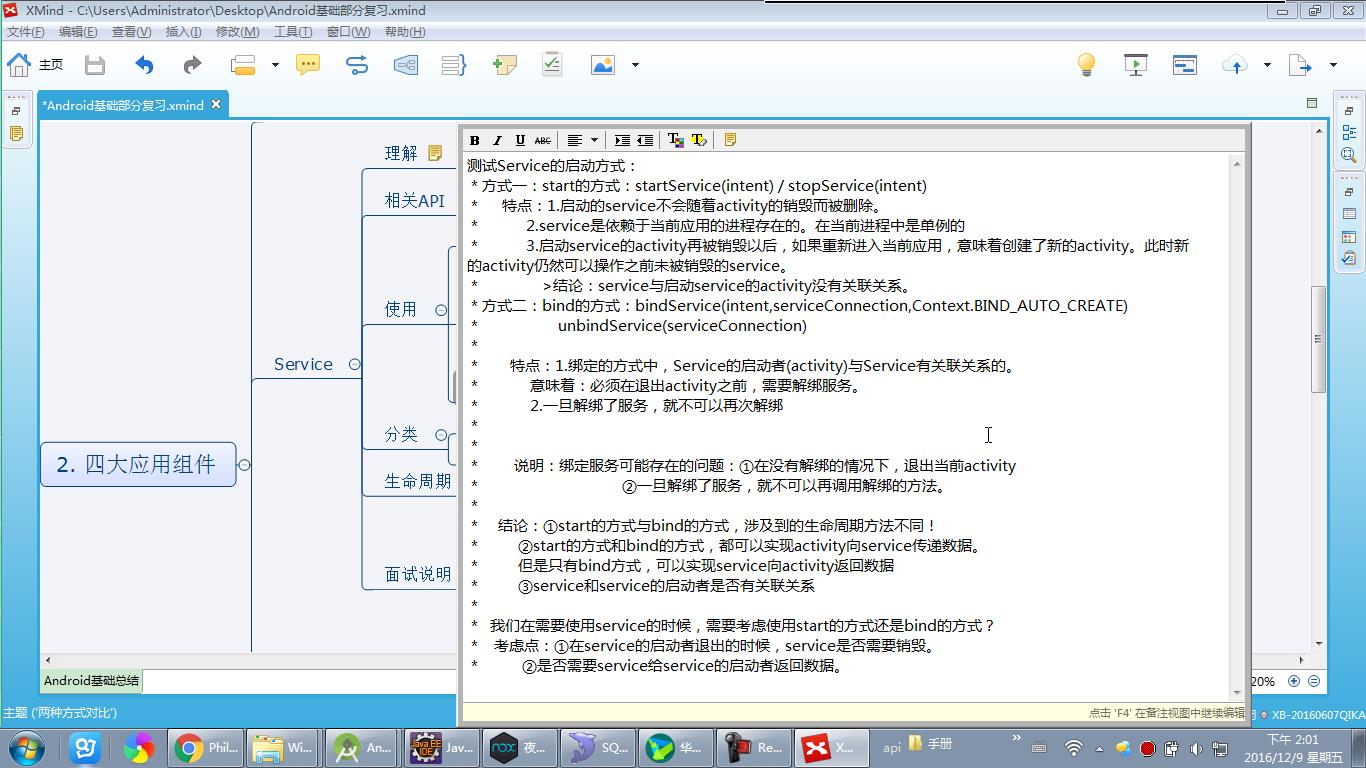 XMind - C:\Users\Administrator\Desktop\Android基础部分复习.xmind
文件(F) 编辑(E) 查看(V) 插入(I) 修改(M) 工具(T) 窗口(W) 帮助(H)
主页
*Android基础部分复习.xmind
理解
相关API
使用
Service
分类
2. 四大应用组件
生命周期
面试说明
B I U ABC
测试Service的启动方式：
* 方式一：start的方式：startService(intent) / stopService(intent)
* 特点：1.启动的service不会随着activity的销毁而被删除。
* 2.service是依赖于当前应用的进程存在的。在当前进程中是单例的
* 3.启动service的activity再被销毁以后，如果重新进入当前应用，意味着创建了新的activity。此时新
的activity仍然可以操作之前未被销毁的service。
* >结论：service与启动service的activity没有关联关系。
* 方式二：bind的方式：bindService(intent,serviceConnection,Context.BIND_AUTO_CREATE)
* unbindService(serviceConnection)
*
* 特点：1.绑定的方式中，Service的启动者(activity)与Service有关联关系的。
* 意味着：必须在退出activity之前，需要解绑服务。
* 2.一旦解绑了服务，就不可以再次解绑
*
*
* 说明：绑定服务可能存在的问题：①在没有解绑的情况下，退出当前activity
* ②一旦解绑了服务，就不可以再调用解绑的方法。
*
* 结论：①start的方式与bind的方式，涉及到的生命周期方法不同！
* ②start的方式和bind的方式，都可以实现activity向service传递数据。
* 但是只有bind方式，可以实现service向activity返回数据
* ③service和service的启动者是否有关联关系
*
* 我们在需要使用service的时候，需要考虑使用start的方式还是bind的方式？
* 考虑点：①在service的启动者退出的时候，service是否需要销毁。
* ②是否需要service给service的启动者返回数据。
点击 'F4' 在备注视图中继续编辑
Android基础总结
20%
主题 ('两种方式对比')
XB-20160607QIKA
Phil...
Wi...
An...
Jav...
夜...
SQ...
华...
Re...
X...
api
手册
下午 2:01
2016/12/9 星期五